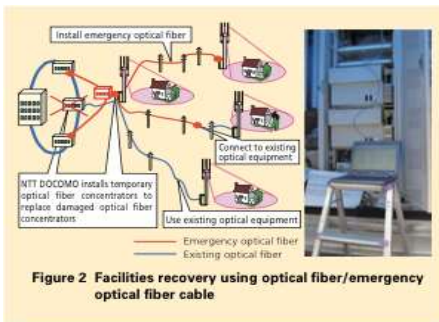 Install emergency optical fiber
Connect to existing
optical equipment
NTT DOCOMO installs temporary
optical fiber concentrators to
replace damaged optical fiber
concentrators
Use existing optical equipment
Emergency optical fiber
Existing optical fiber
Figure 2 Facilities recovery using optical fiber/emergency
optical fiber cable